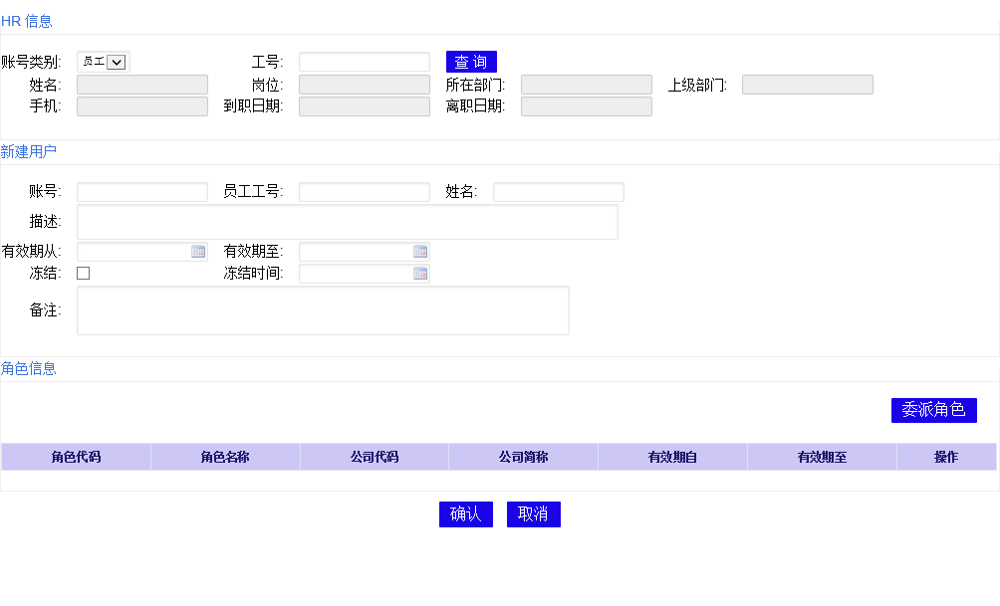 HR 信息
账号类别: 员工 工号: 查 询
姓名: 岗位: 所在部门: 上级部门:
手机: 到职日期: 离职日期:
新建用户
账号: 员工工号: 姓名:
描述:
有效期从: 有效期至:
冻结: 冻结时间:
备注:
角色信息
委派角色
角色代码 角色名称 公司代码 公司简称 有效期自 有效期至 操作
确认 取消